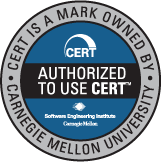 CERT IS A MARK OWNED BY
CERT
AUTHORIZED
TO USE CERT™
Software Engineering Institute
Carnegie Mellon
• CARNEGIE MELLON UNIVERSITY •